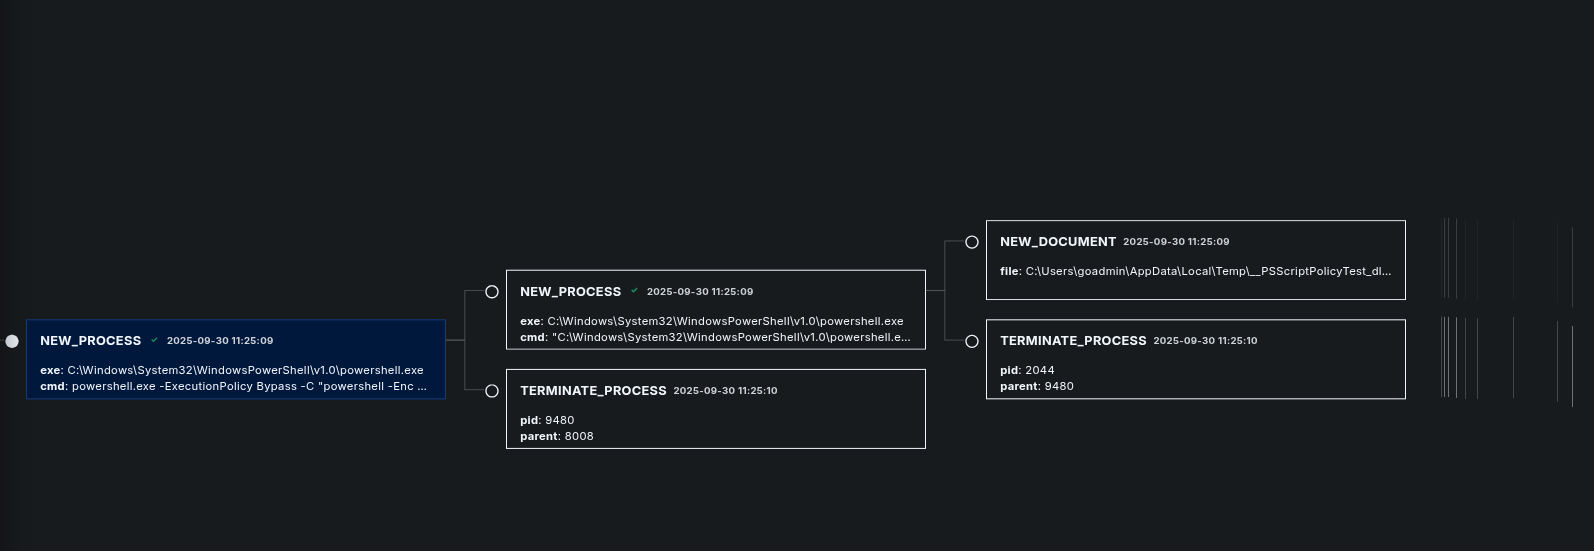 NEW_PROCESS 2025-09-30 11:25:09
exe: C:\Windows\System32\WindowsPowerShell\v1.0\powershell.exe
cmd: powershell.exe -ExecutionPolicy Bypass -C "powershell -Enc ...
NEW_PROCESS 2025-09-30 11:25:09
exe: C:\Windows\System32\WindowsPowerShell\v1.0\powershell.exe
cmd: "C:\Windows\System32\WindowsPowerShell\v1.0\powershell.e...
TERMINATE_PROCESS 2025-09-30 11:25:10
pid: 9480
parent: 8008
NEW_DOCUMENT 2025-09-30 11:25:09
file: C:\Users\goadmin\AppData\Local\Temp\__PSScriptPolicyTest_dl...
TERMINATE_PROCESS 2025-09-30 11:25:10
pid: 2044
parent: 9480